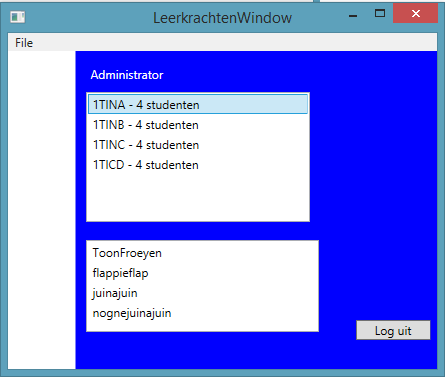 LeerkrachtenWindow
File
Administrator
1TINA - 4 studenten
1TINB - 4 studenten
1TINC - 4 studenten
1TICD - 4 studenten
ToonFroeyen
flappieflap
juinajuin
nognejuinajuin
Log uit